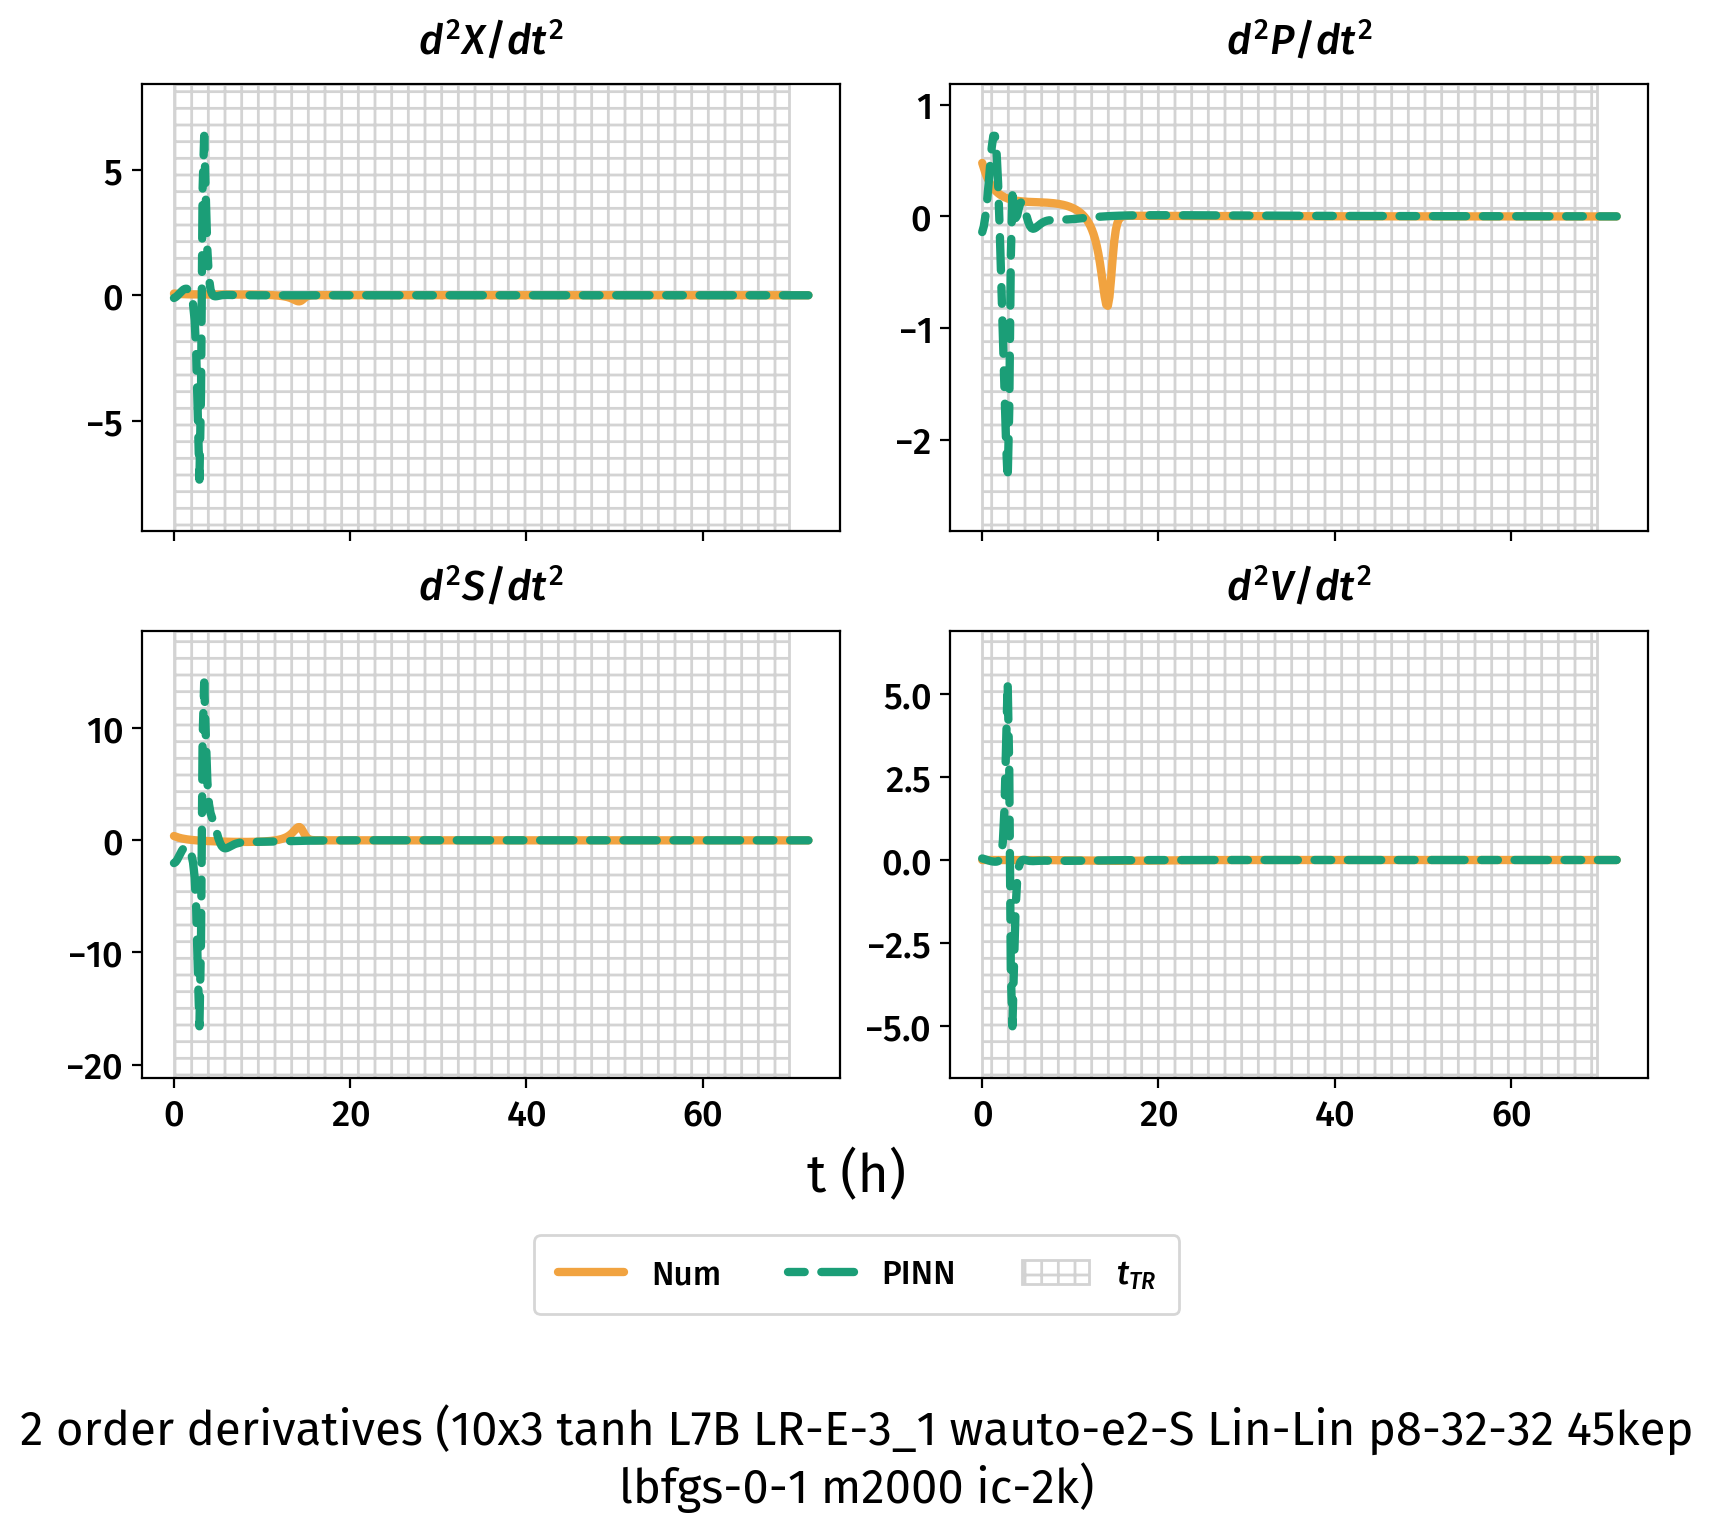 d²X/dt²
d²P/dt²
5
0
−5
1
0
−1
−2
d²S/dt²
d²V/dt²
10
0
−10
−20
5.0
2.5
0.0
−2.5
−5.0
0 20 40 60
0 20 40 60
t (h)
Num PINN t_TR
2 order derivatives (10x3 tanh L7B LR-E-3_1 wauto-e2-S Lin-Lin p8-32-32 45kep
lbfgs-0-1 m2000 ic-2k)